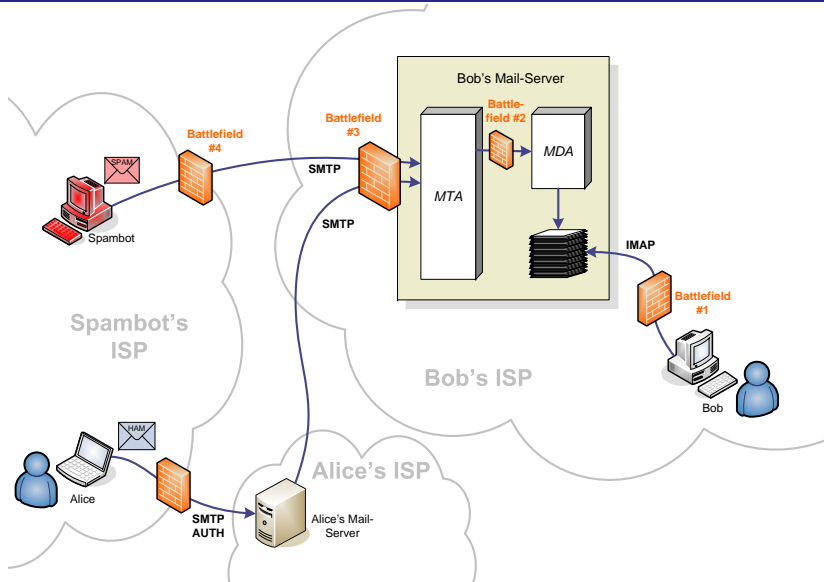 Bob's Mail-Server
Battle-
field #2
Battlefield
#3
Battlefield
#4
SPAM
SMTP
MTA
MDA
SMTP
Spambot
IMAP
Battlefield
#1
Spambot's
ISP
Bob's ISP
Bob
HAM
Alice
Alice's ISP
SMTP
AUTH
Alice's Mail-
Server